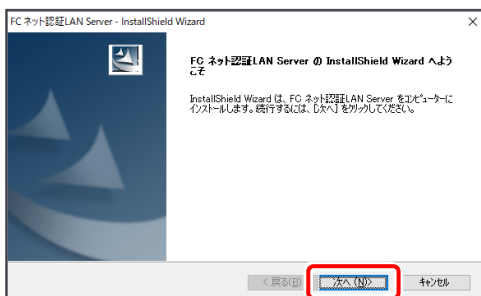 FC ネット認証LAN Server - InstallShield Wizard
FC ネット認証LAN Server の InstallShield Wizard へよう
こそ
InstallShield Wizard は、FC ネット認証LAN Server をコンピューターに
インストールします。続行するには、[次へ] をクリックしてください。
< 戻る(B)
次へ(N)>
キャンセル